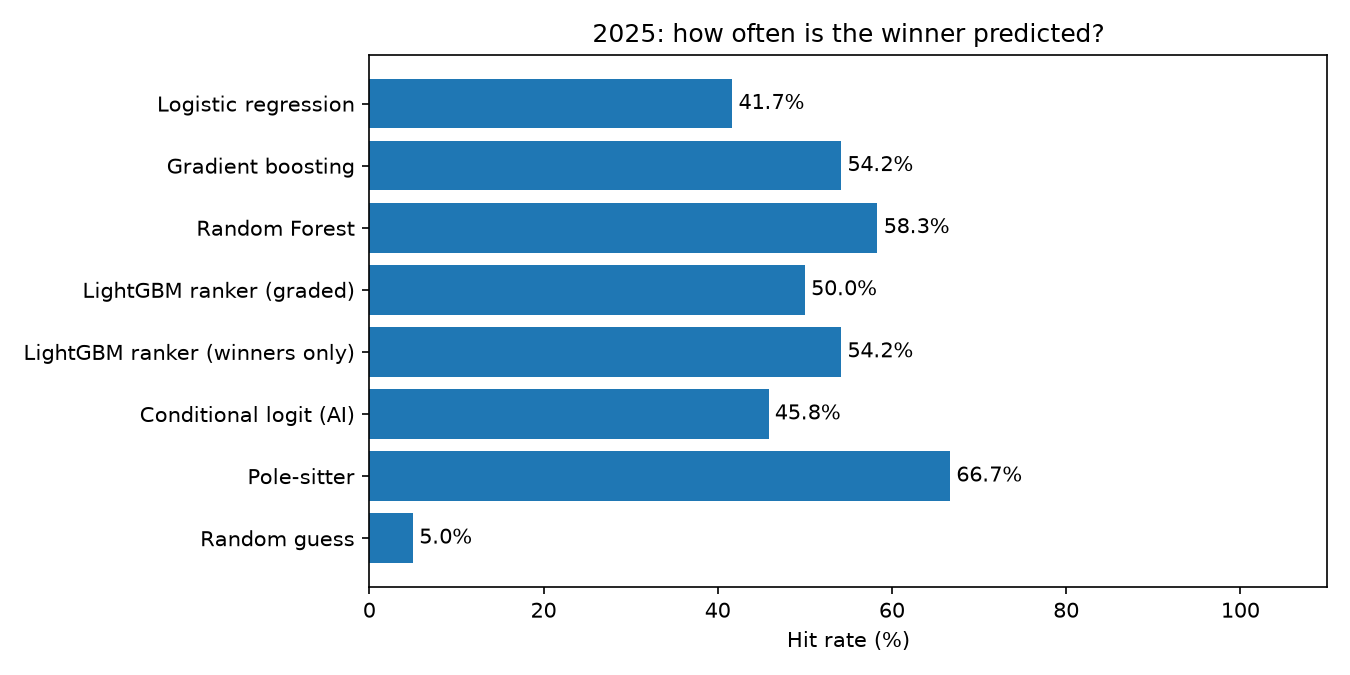 2025: how often is the winner predicted?
Logistic regression 41.7%
Gradient boosting 54.2%
Random Forest 58.3%
LightGBM ranker (graded) 50.0%
LightGBM ranker (winners only) 54.2%
Conditional logit (AI) 45.8%
Pole-sitter 66.7%
Random guess 5.0%
0 20 40 60 80 100
Hit rate (%)